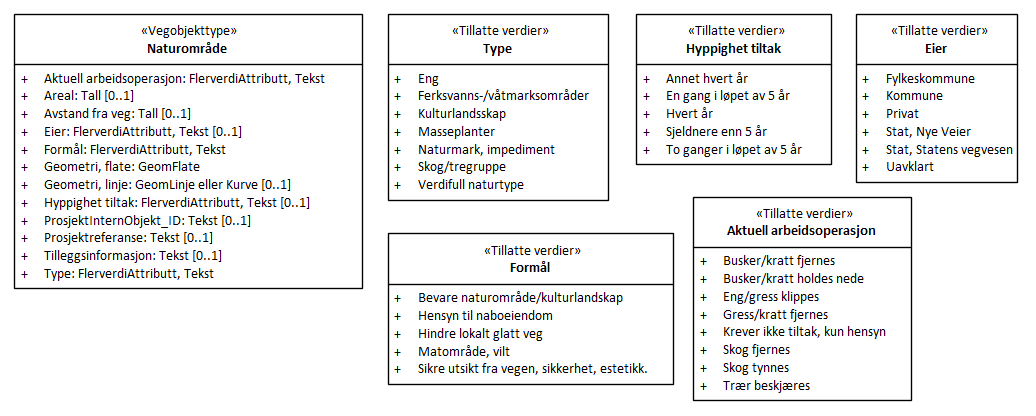 «Vegobjekttype»
Naturområde
+ Aktuell arbeidsoperasjon: FlerverdiAttributt, Tekst
+ Areal: Tall [0..1]
+ Avstand fra veg: Tall [0..1]
+ Eier: FlerverdiAttributt, Tekst [0..1]
+ Formål: FlerverdiAttributt, Tekst
+ Geometri, flate: GeomFlate
+ Geometri, linje: GeomLinje eller Kurve [0..1]
+ Hyppighet tiltak: FlerverdiAttributt, Tekst [0..1]
+ ProsjektInternObjekt_ID: Tekst [0..1]
+ Prosjektreferanse: Tekst [0..1]
+ Tilleggsinformasjon: Tekst [0..1]
+ Type: FlerverdiAttributt, Tekst
«Tillatte verdier»
Type
+ Eng
+ Ferksvanns-/våtmarksområder
+ Kulturlandsskap
+ Masseplanter
+ Naturmark, impediment
+ Skog/tregruppe
+ Verdifull naturtype
«Tillatte verdier»
Hyppighet tiltak
+ Annet hvert år
+ En gang i løpet av 5 år
+ Hvert år
+ Sjeldnere enn 5 år
+ To ganger i løpet av 5 år
«Tillatte verdier»
Eier
+ Fylkeskommune
+ Kommune
+ Privat
+ Stat, Nye Veier
+ Stat, Statens vegvesen
+ Uavklart
«Tillatte verdier»
Formål
+ Bevare naturområde/kulturlandskap
+ Hensyn til naboeiendom
+ Hindre lokalt glatt veg
+ Matområde, vilt
+ Sikre utsikt fra vegen, sikkerhet, estetikk.
«Tillatte verdier»
Aktuell arbeidsoperasjon
+ Busker/kratt fjernes
+ Busker/kratt holdes nede
+ Eng/gress klippes
+ Gress/kratt fjernes
+ Krever ikke tiltak, kun hensyn
+ Skog fjernes
+ Skog tynnes
+ Trær beskjæres